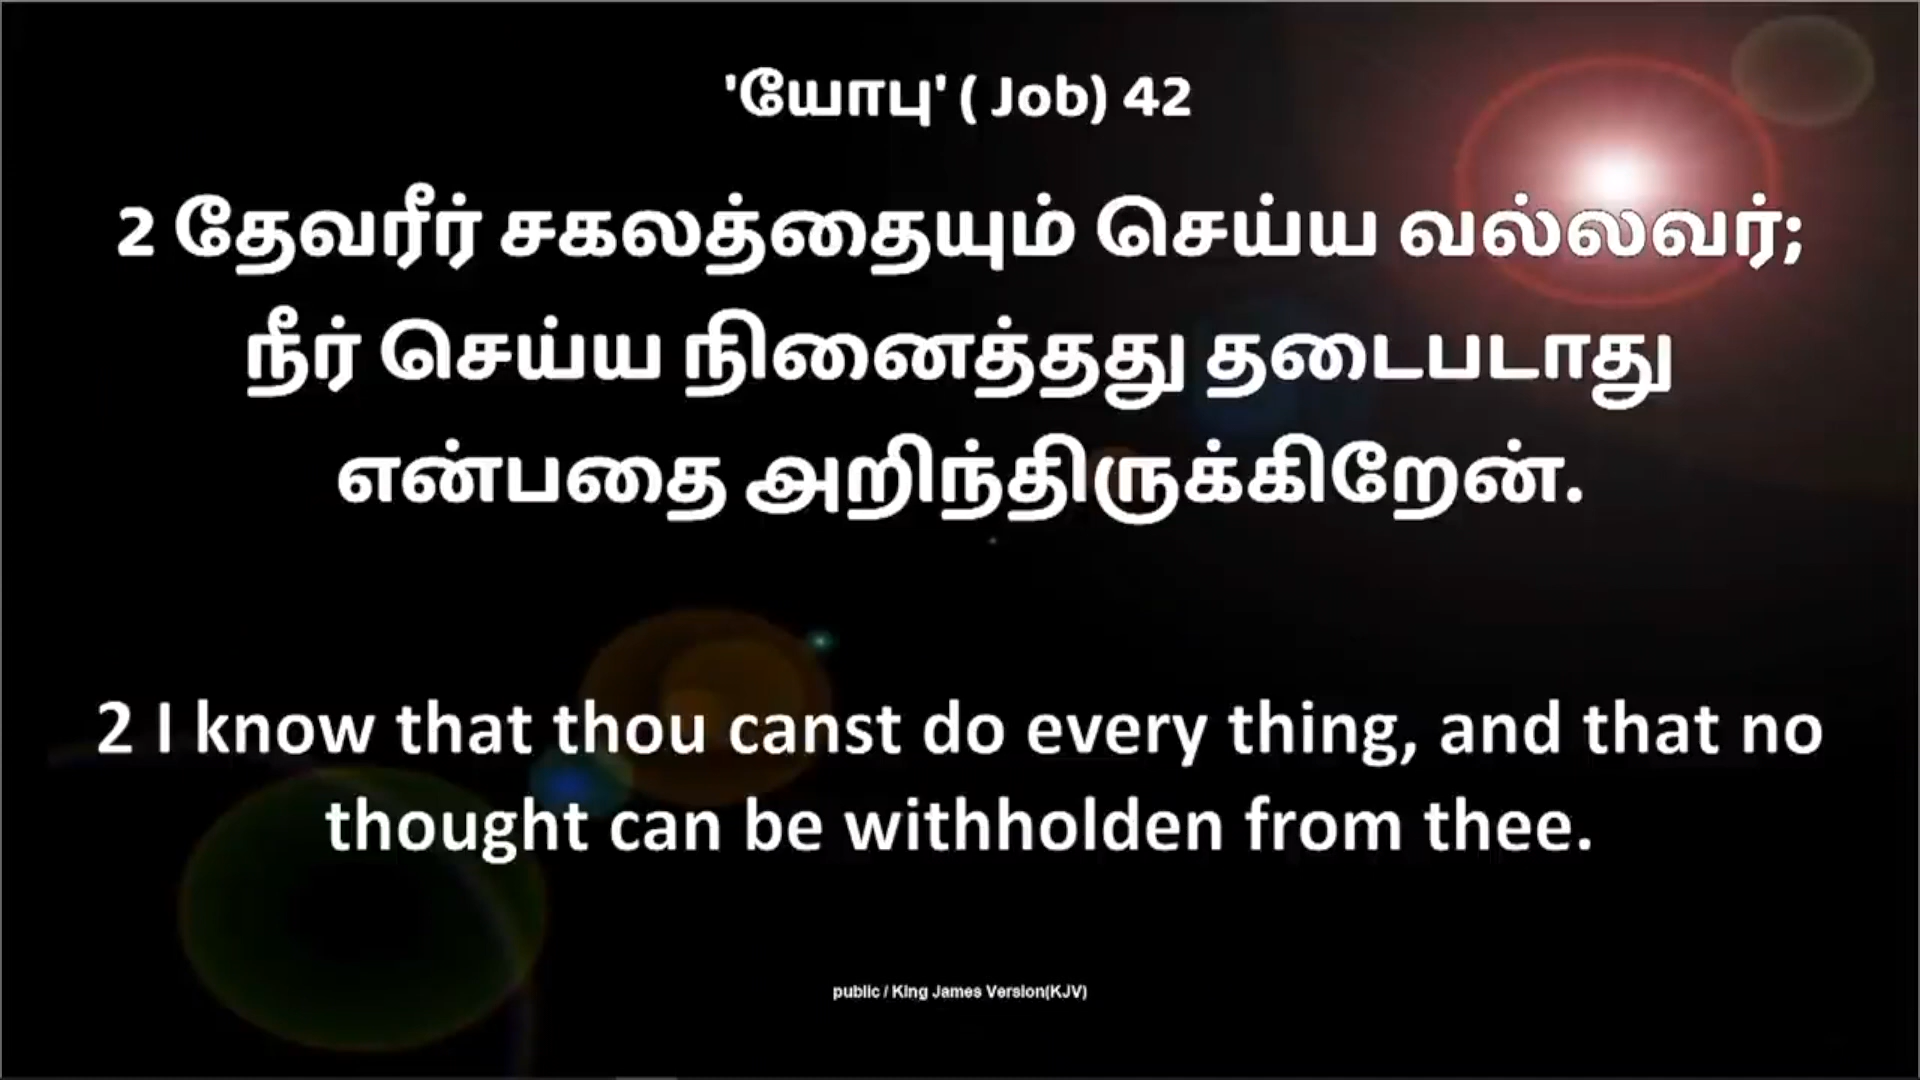 'யோபு' ( Job) 42
2 தேவரீர் சகலத்தையும் செய்ய வல்லவர்;
நீர் செய்ய நினைத்தது தடைபடாது
என்பதை அறிந்திருக்கிறேன்.
2 I know that thou canst do every thing, and that no
thought can be withholden from thee.
public / King James Version(KJV)